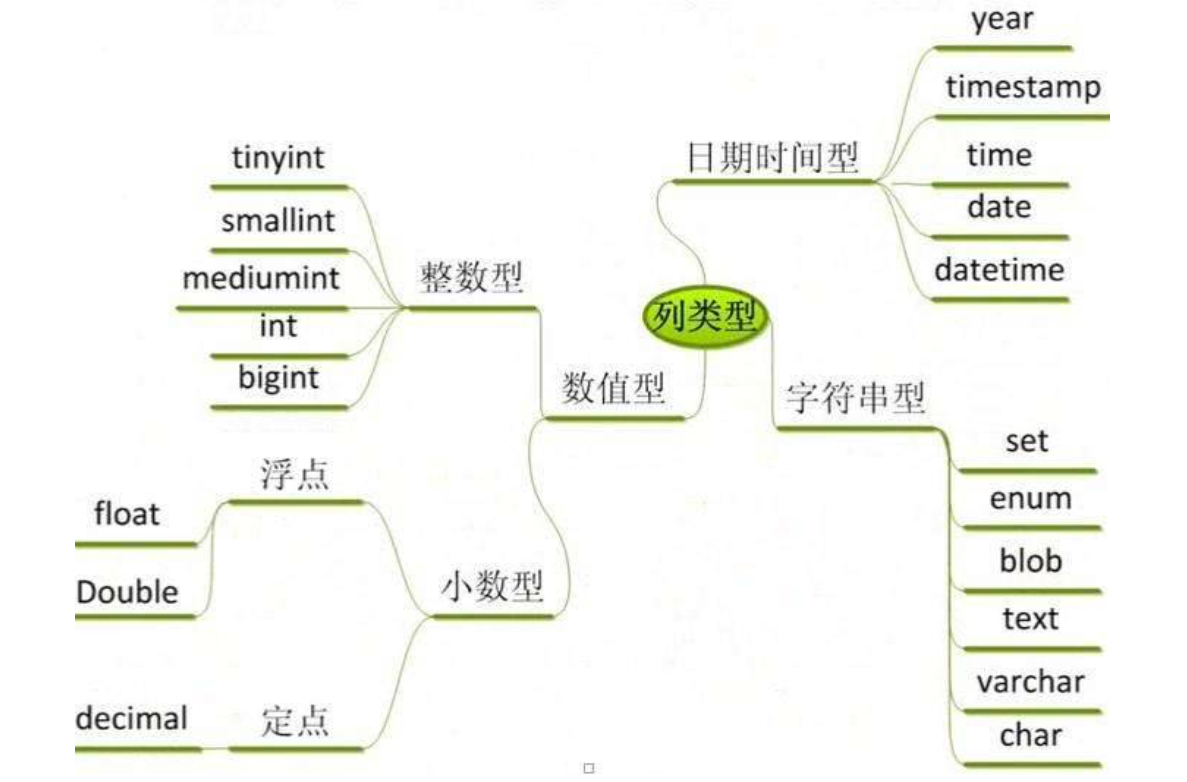 列类型
日期时间型
year
timestamp
time
date
datetime
字符串型
set
enum
blob
text
varchar
char
数值型
整数型
tinyint
smallint
mediumint
int
bigint
小数型
浮点
float
Double
定点
decimal